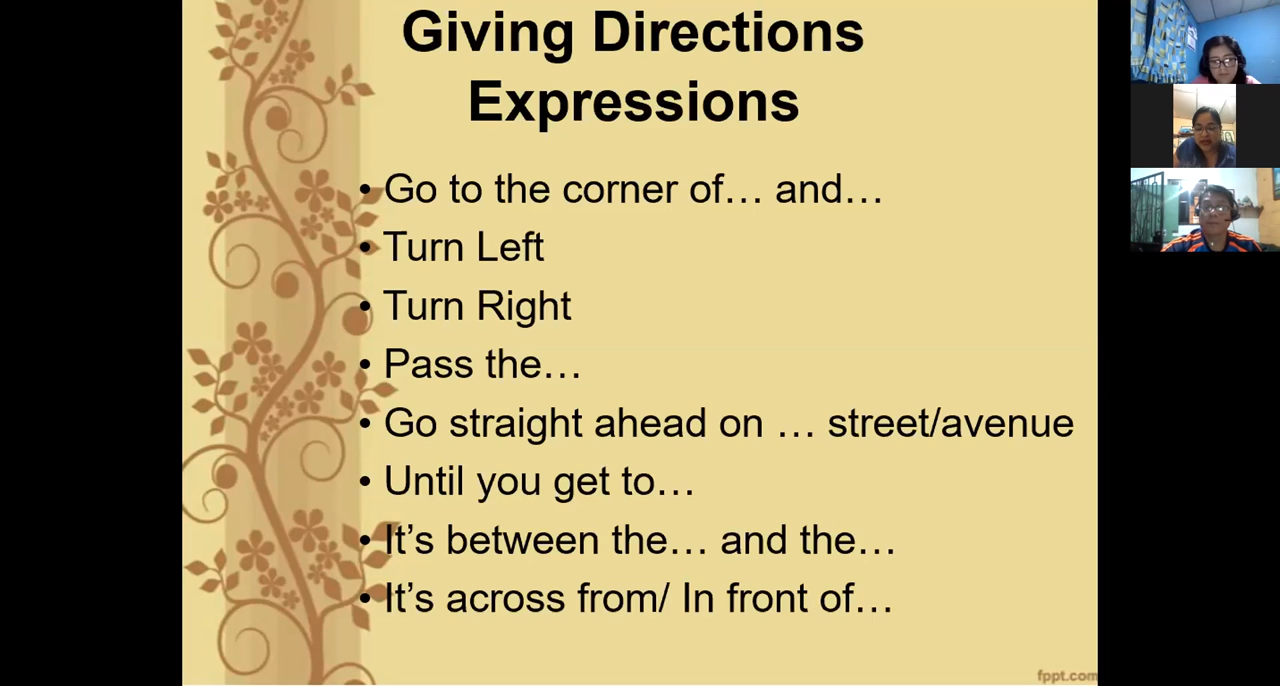 Giving Directions
Expressions
• Go to the corner of… and…
• Turn Left
• Turn Right
• Pass the…
• Go straight ahead on … street/avenue
• Until you get to…
• It’s between the… and the…
• It’s across from/ In front of…
fppt.com